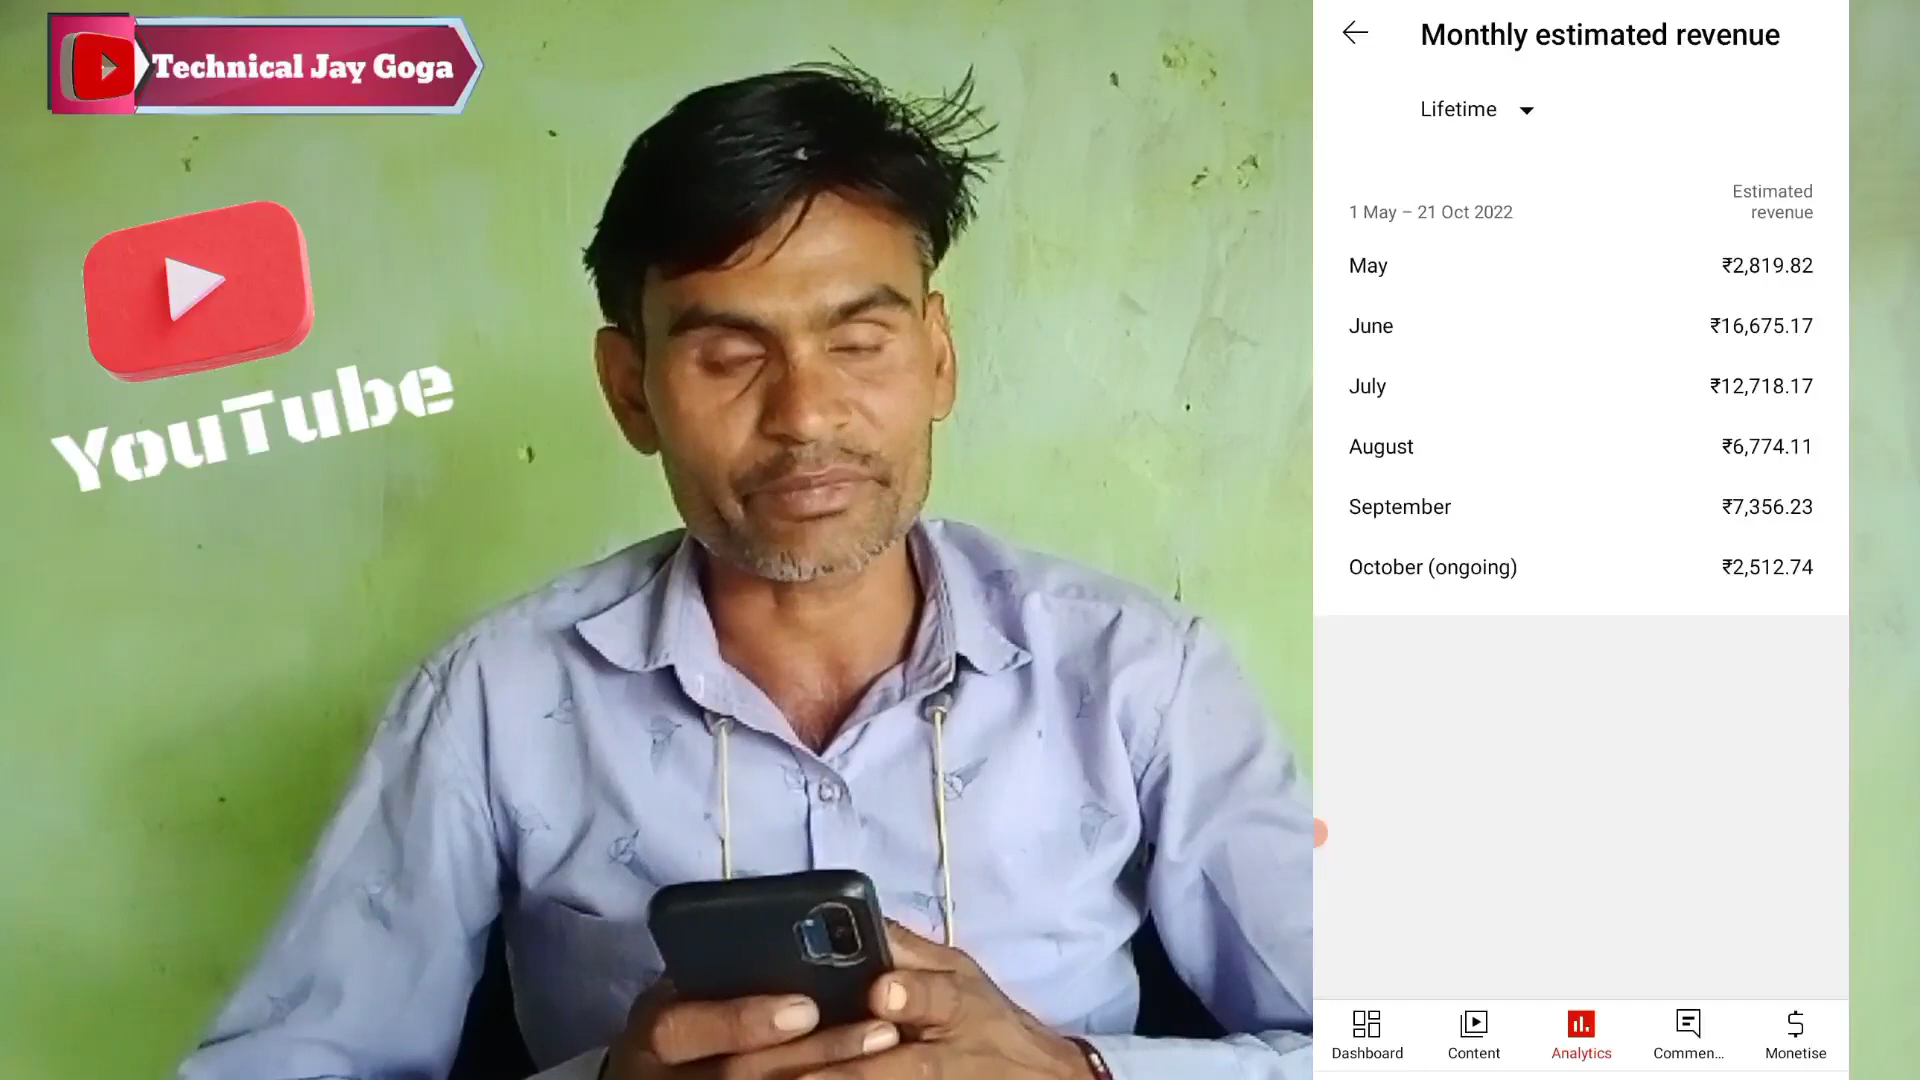 Technical Jay Goga
YouTube
Monthly estimated revenue
Lifetime
Estimated
revenue
1 May – 21 Oct 2022
May ₹2,819.82
June ₹16,675.17
July ₹12,718.17
August ₹6,774.11
September ₹7,356.23
October (ongoing) ₹2,512.74
Dashboard Content Analytics Commen... Monetise